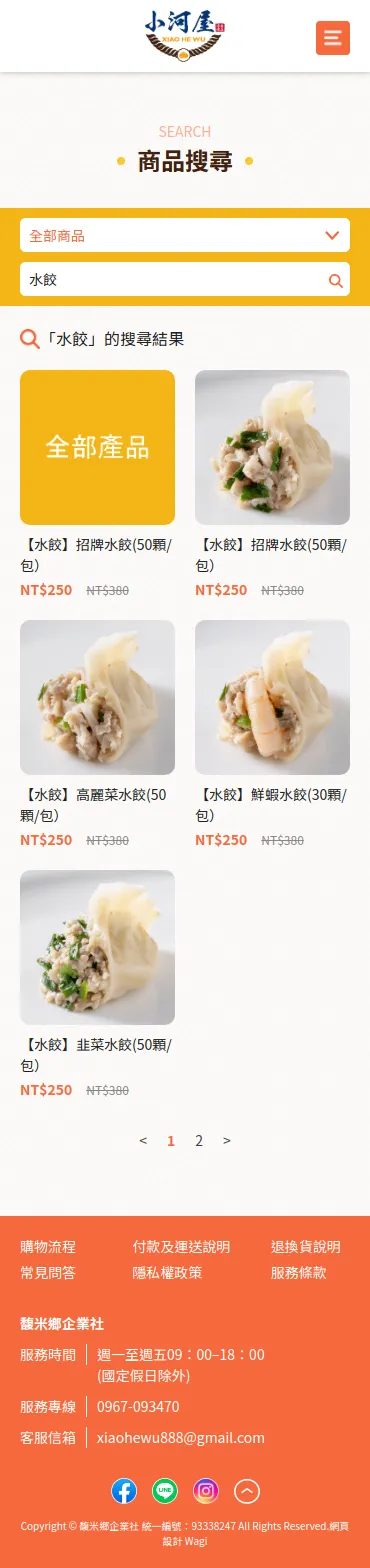 小河屋
XIAO HE WU
SEARCH
商品搜尋
全部商品
水餃
「水餃」的搜尋結果
全部產品
【水餃】招牌水餃(50顆/
包）
NT$250 NT$380
【水餃】招牌水餃(50顆/
包）
NT$250 NT$380
【水餃】高麗菜水餃(50
顆/包）
NT$250 NT$380
【水餃】鮮蝦水餃(30顆/
包）
NT$250 NT$380
【水餃】韭菜水餃(50顆/
包）
NT$250 NT$380
< 1 2 >
購物流程 付款及運送說明 退換貨說明
常見問答 隱私權政策 服務條款
馥米鄉企業社
服務時間 週一至週五09：00–18：00
(國定假日除外)
服務專線 0967-093470
客服信箱 xiaohewu888@gmail.com
LINE
Copyright © 馥米鄉企業社 統一編號：93338247 All Rights Reserved.網頁
設計 Wagi